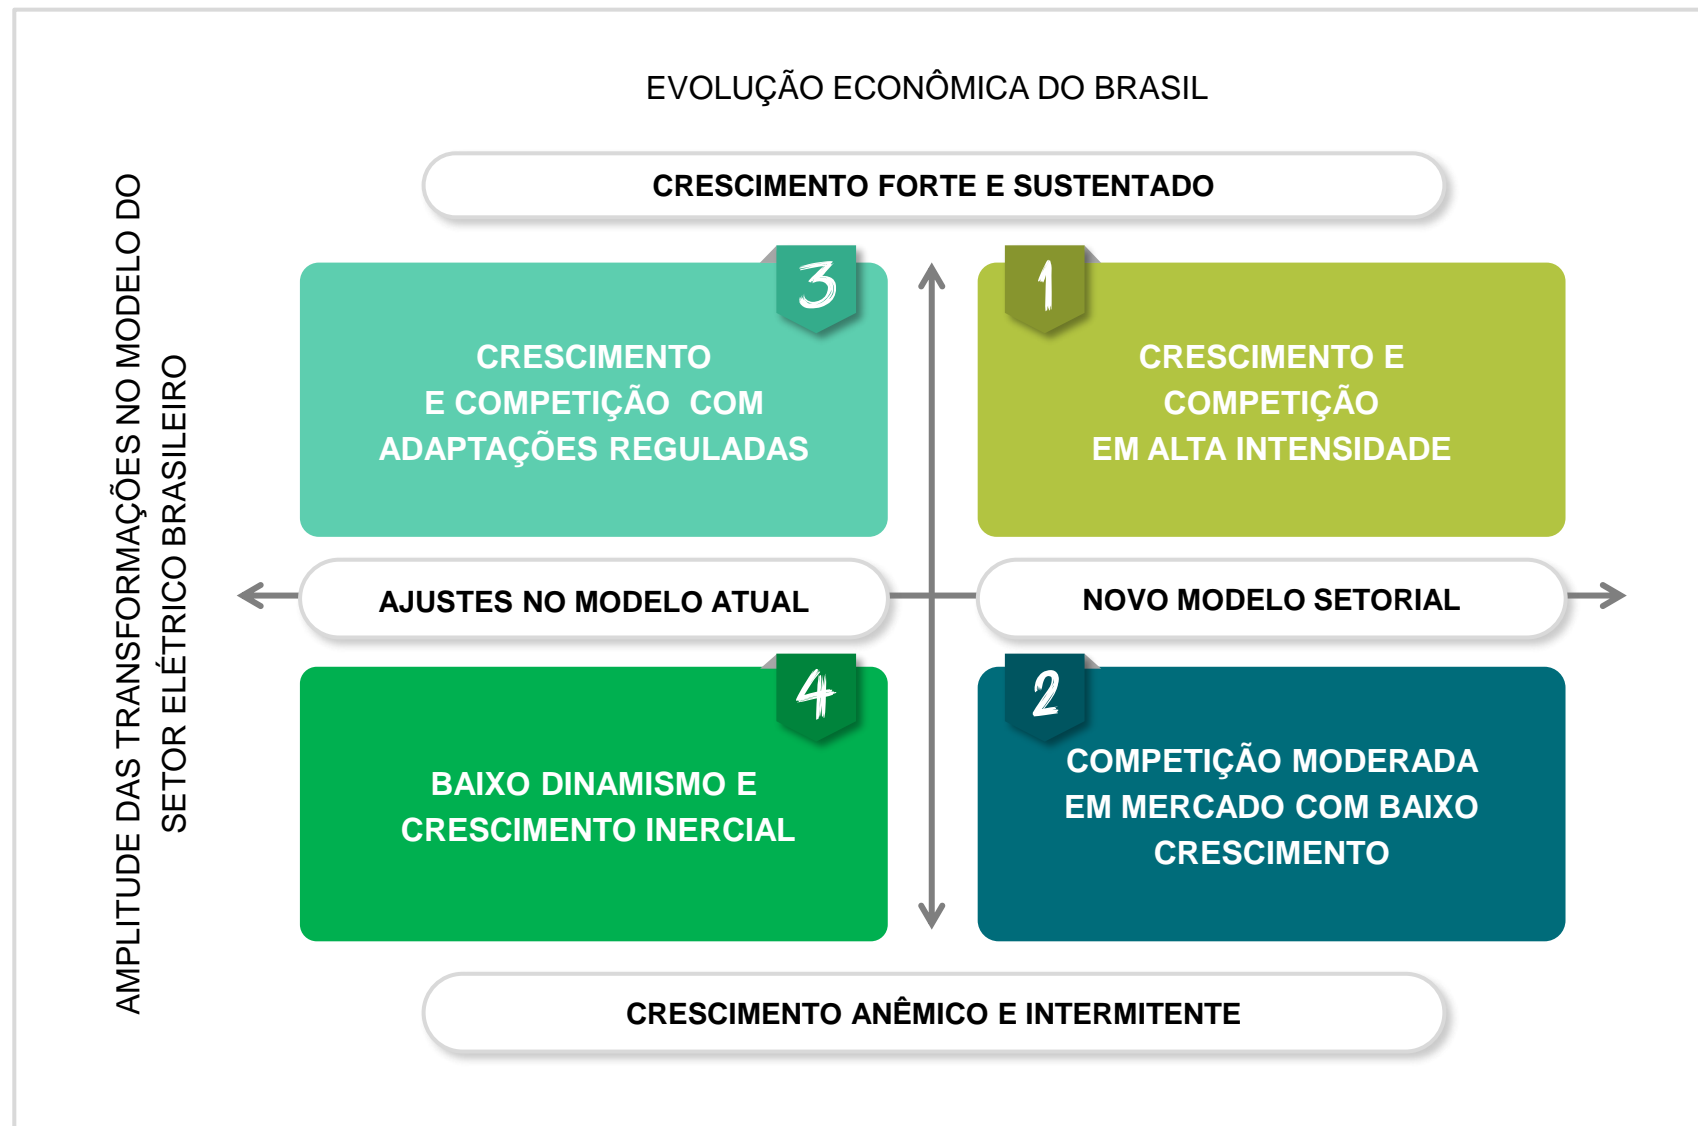 EVOLUÇÃO ECONÔMICA DO BRASIL
CRESCIMENTO FORTE E SUSTENTADO
AMPLITUDE DAS TRANSFORMAÇÕES NO MODELO DO
SETOR ELÉTRICO BRASILEIRO
3
CRESCIMENTO
E COMPETIÇÃO COM
ADAPTAÇÕES REGULADAS
1
CRESCIMENTO E
COMPETIÇÃO
EM ALTA INTENSIDADE
AJUSTES NO MODELO ATUAL
NOVO MODELO SETORIAL
4
BAIXO DINAMISMO E
CRESCIMENTO INERCIAL
2
COMPETIÇÃO MODERADA
EM MERCADO COM BAIXO
CRESCIMENTO
CRESCIMENTO ANÊMICO E INTERMITENTE